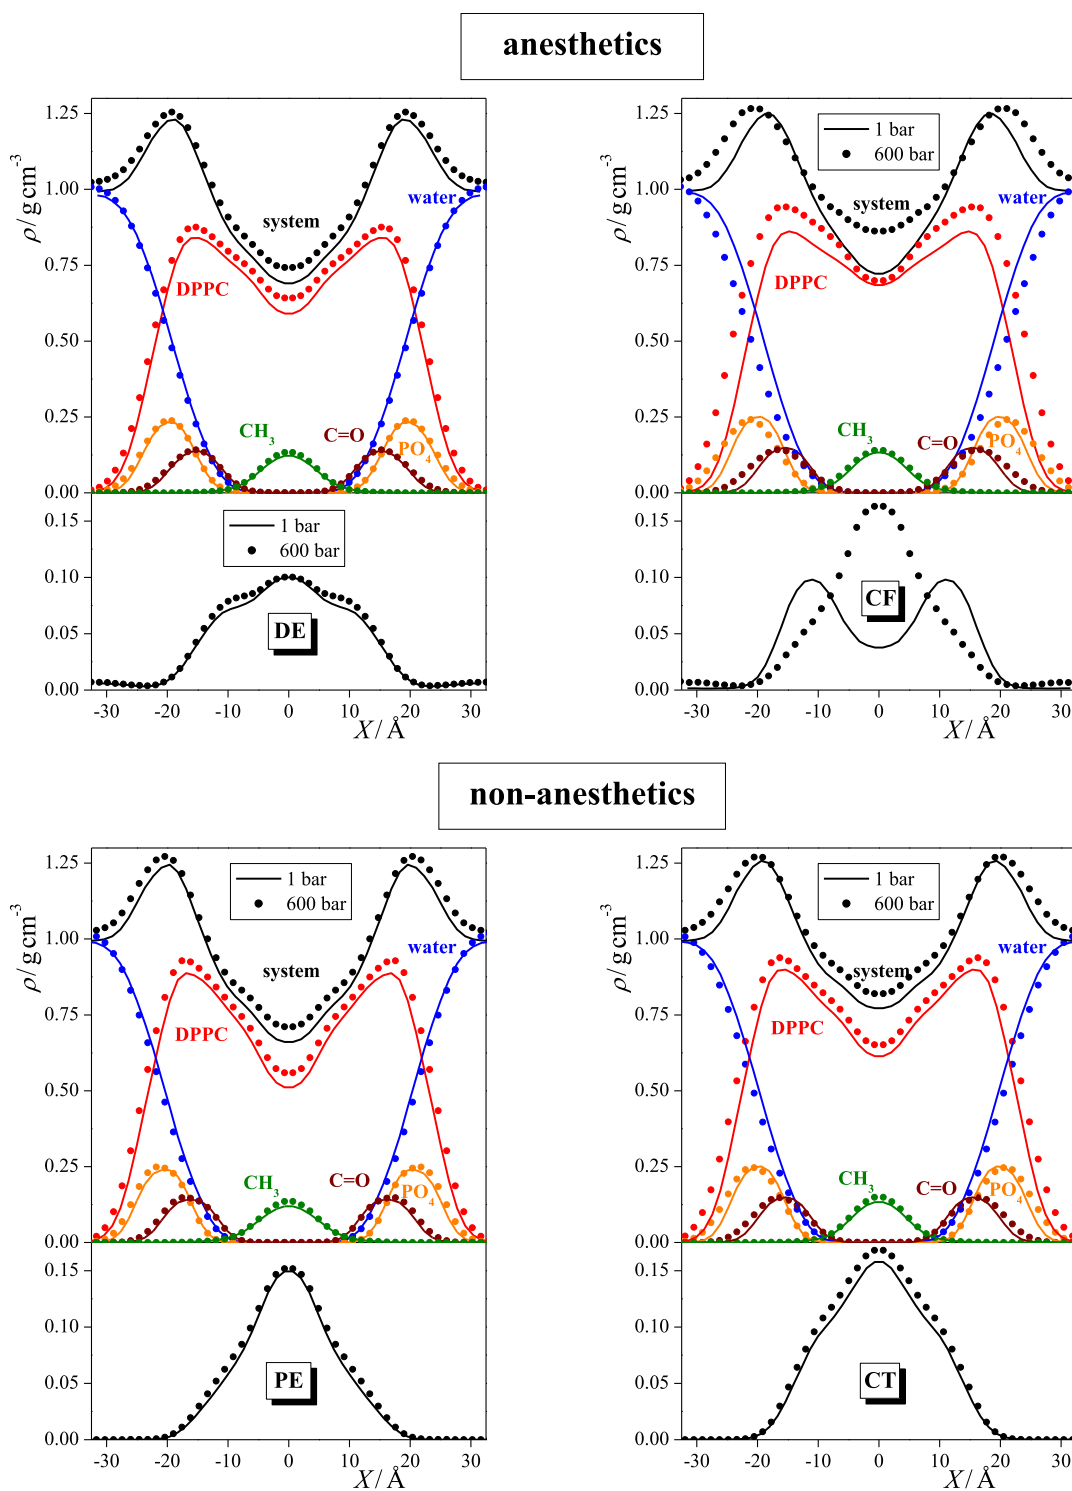 anesthetics
1.25
1.00
0.75
0.50
0.25
0.00
ρ / g cm⁻³
system
water
DPPC
CH₃
C=O
PO₄
0.15
0.10
0.05
0.00
1 bar
600 bar
DE
-30 -20 -10 0 10 20 30
X / Å
1.25
1.00
0.75
0.50
0.25
0.00
ρ / g cm⁻³
1 bar
600 bar
system
water
DPPC
CH₃
C=O
PO₄
0.15
0.10
0.05
0.00
CF
-30 -20 -10 0 10 20 30
X / Å
non-anesthetics
1.25
1.00
0.75
0.50
0.25
0.00
ρ / g cm⁻³
1 bar
600 bar
system
water
DPPC
CH₃
C=O
PO₄
0.15
0.10
0.05
0.00
PE
-30 -20 -10 0 10 20 30
X / Å
1.25
1.00
0.75
0.50
0.25
0.00
ρ / g cm⁻³
1 bar
600 bar
system
water
DPPC
CH₃
C=O
PO₄
0.15
0.10
0.05
0.00
CT
-30 -20 -10 0 10 20 30
X / Å